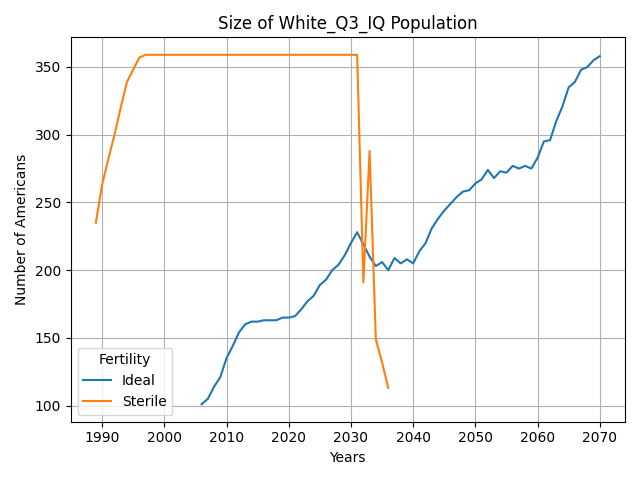 Size of White_Q3_IQ Population
Number of Americans
350
300
250
200
150
100
Fertility
Ideal
Sterile
1990 2000 2010 2020 2030 2040 2050 2060 2070
Years